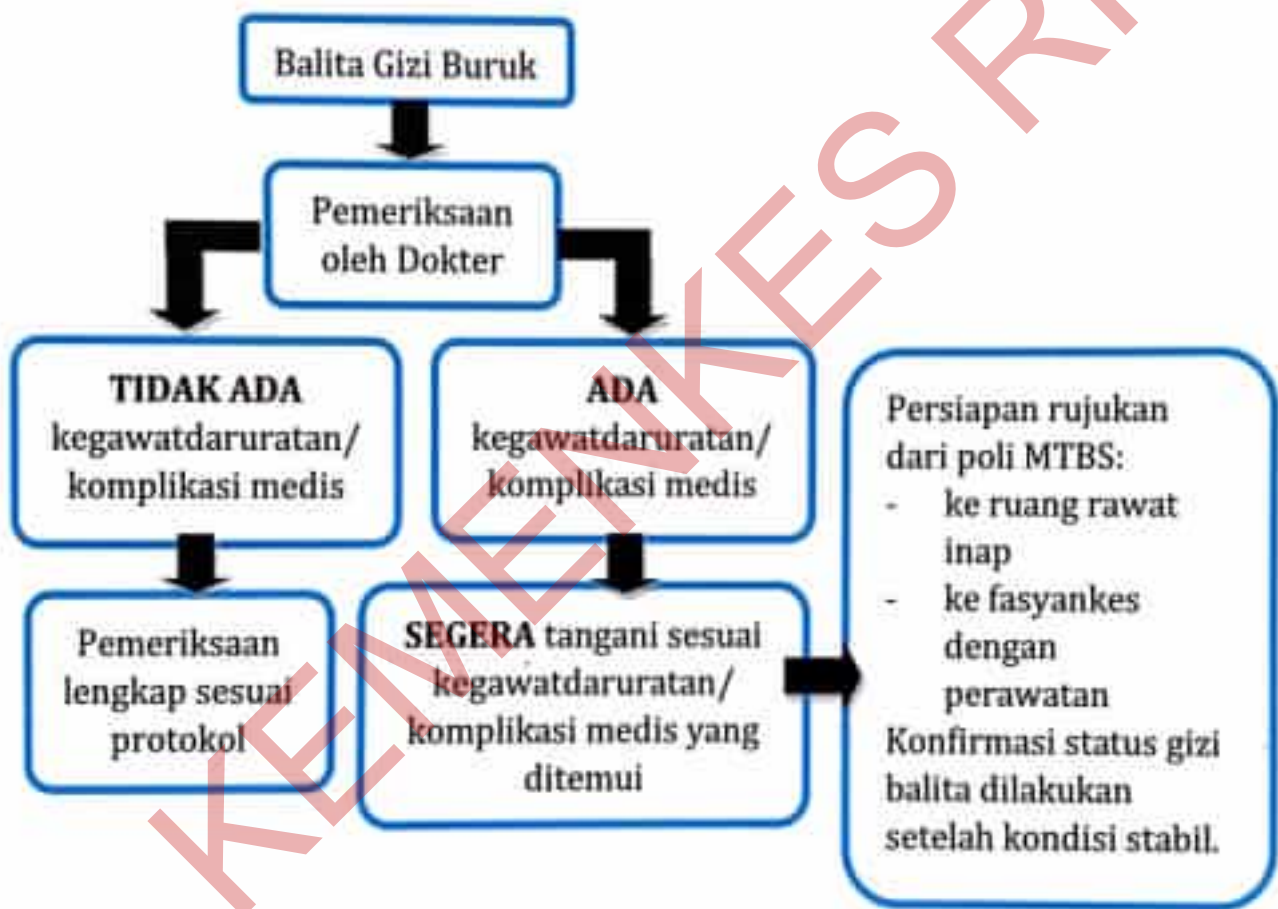 Balita Gizi Buruk
Pemeriksaan
oleh Dokter
TIDAK ADA
kegawatdaruratan/
komplikasi medis
ADA
kegawatdaruratan/
komplikasi medis
Pemeriksaan
lengkap sesuai
protokol
SEGERA tangani sesuai
kegawatdaruratan/
komplikasi medis yang
ditemui
Persiapan rujukan
dari poli MTBS:
- ke ruang rawat
inap
- ke fasyankes
dengan
perawatan
Konfirmasi status gizi
balita dilakukan
setelah kondisi stabil.
KEMENKES RI